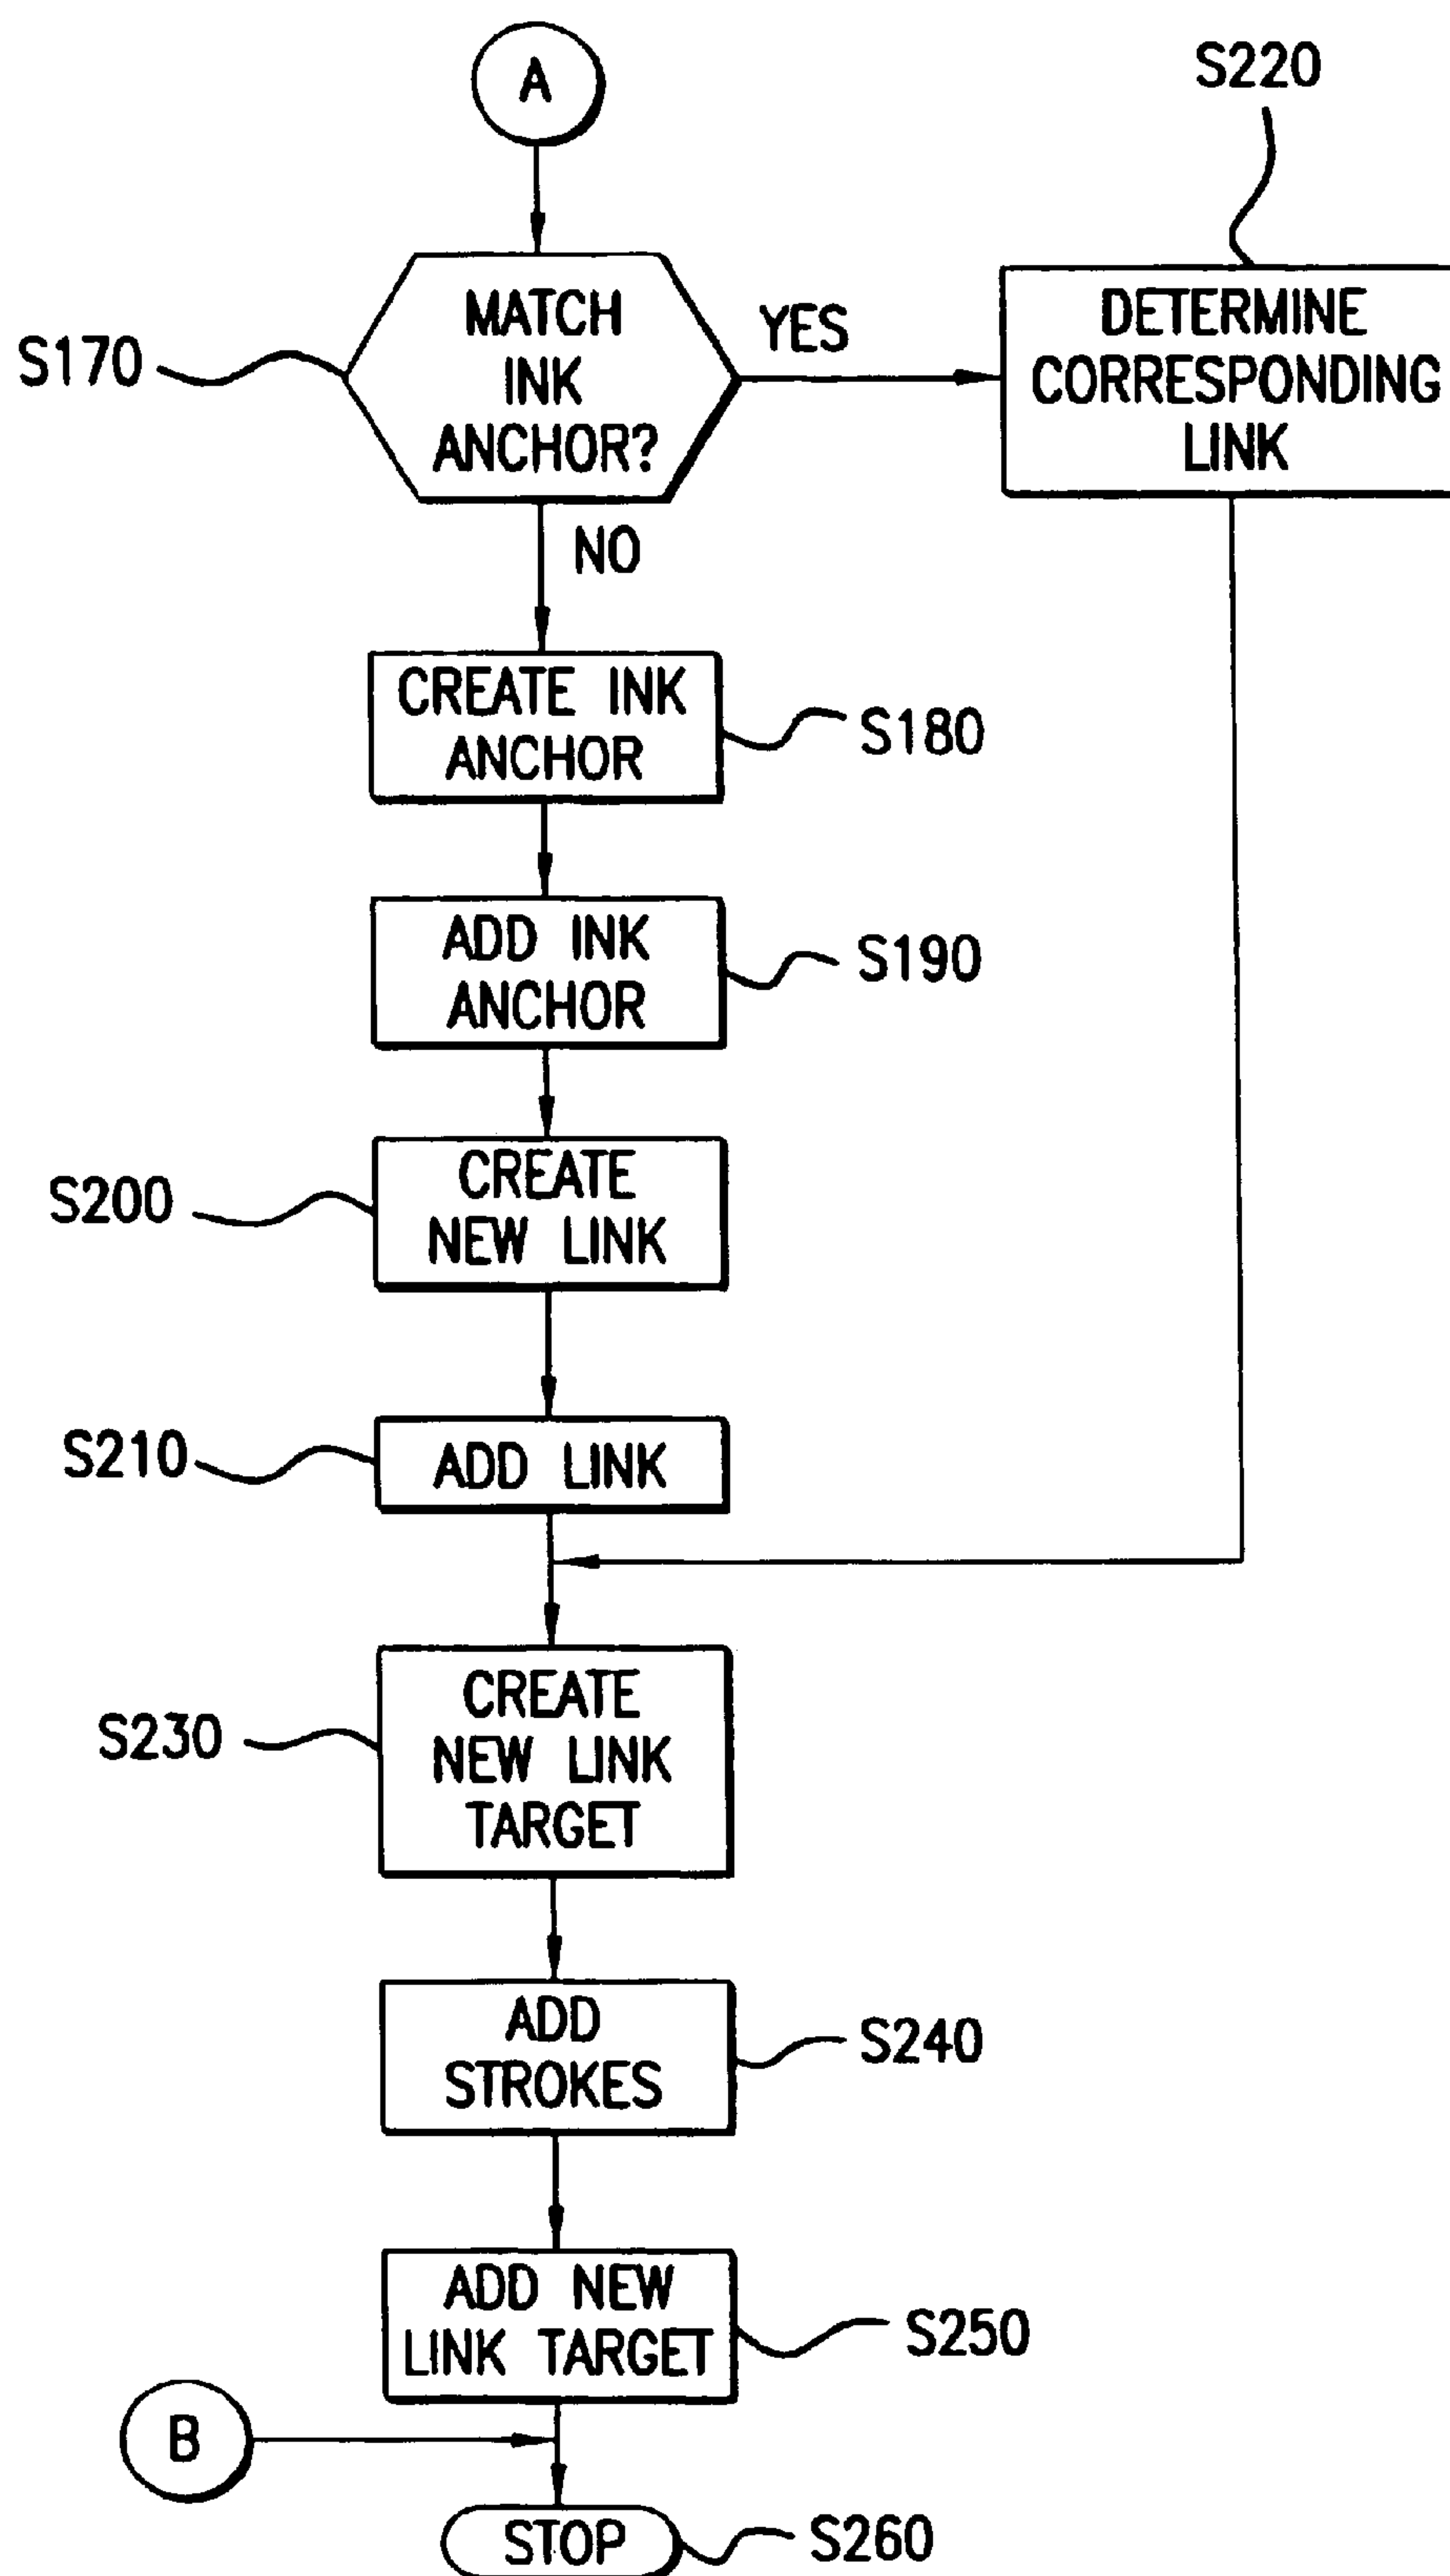 A
S220
MATCH
INK
ANCHOR?
S170
YES
DETERMINE
CORRESPONDING
LINK
NO
CREATE INK
ANCHOR
S180
ADD INK
ANCHOR
S190
CREATE
NEW LINK
S200
ADD LINK
S210
CREATE
NEW LINK
TARGET
S230
ADD
STROKES
S240
ADD NEW
LINK TARGET
S250
B
STOP
S260